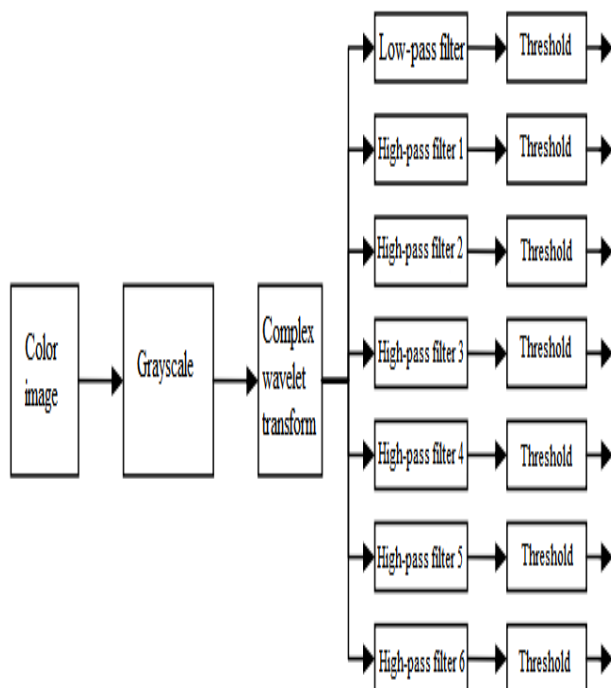 Low-pass filter
Threshold
High-pass filter 1
Threshold
High-pass filter 2
Threshold
Color
image
Grayscale
Complex
wavelet
transform
High-pass filter 3
Threshold
High-pass filter 4
Threshold
High-pass filter 5
Threshold
High-pass filter 6
Threshold